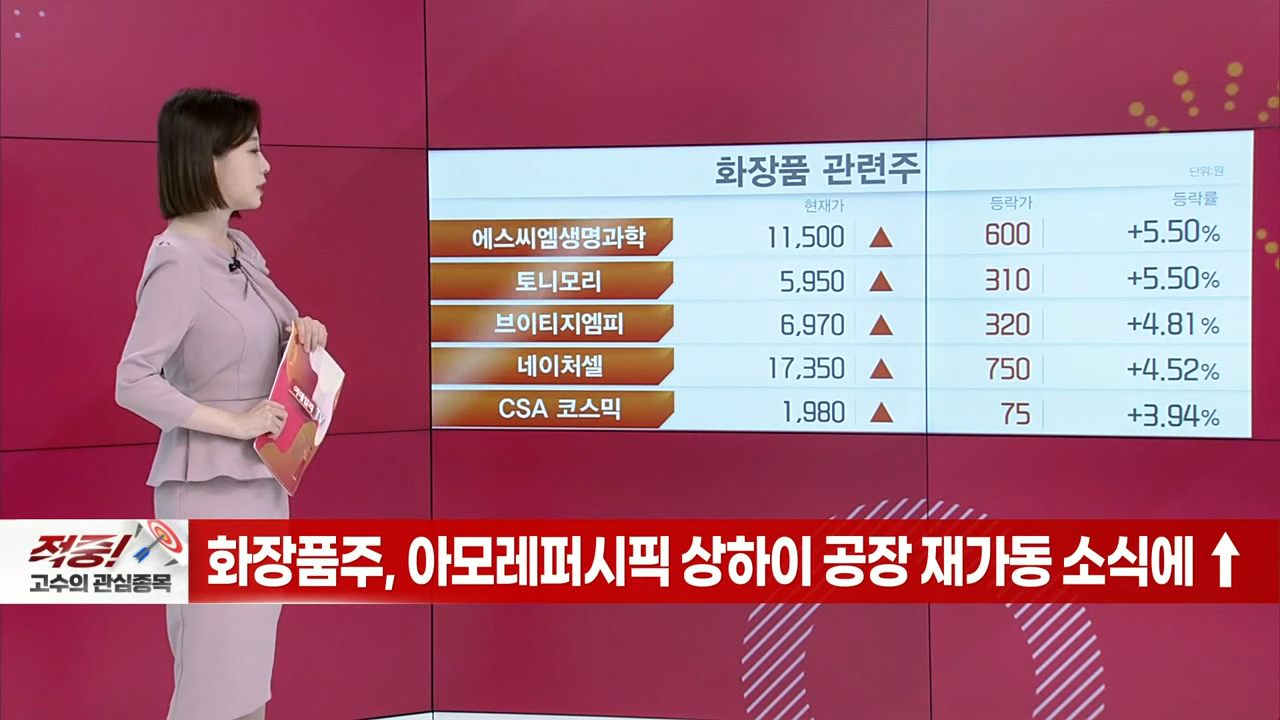 화장품 관련주
단위:원
현재가 등락가 등락률
에스씨엠생명과학 11,500 ▲ 600 +5.50%
토니모리 5,950 ▲ 310 +5.50%
브이티지엠피 6,970 ▲ 320 +4.81%
네이처셀 17,350 ▲ 750 +4.52%
CSA 코스믹 1,980 ▲ 75 +3.94%
적중!
고수의 관심종목
화장품주, 아모레퍼시픽 상하이 공장 재가동 소식에 ↑